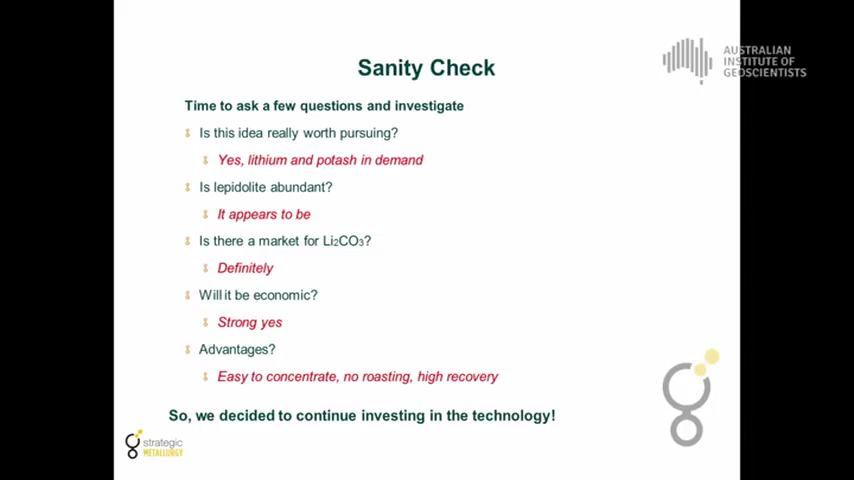 Sanity Check
AUSTRALIAN
INSTITUTE OF
GEOSCIENTISTS
Time to ask a few questions and investigate
Is this idea really worth pursuing?
Yes, lithium and potash in demand
Is lepidolite abundant?
It appears to be
Is there a market for Li₂CO₃?
Definitely
Will it be economic?
Strong yes
Advantages?
Easy to concentrate, no roasting, high recovery
So, we decided to continue investing in the technology!
strategic
METALLURGY